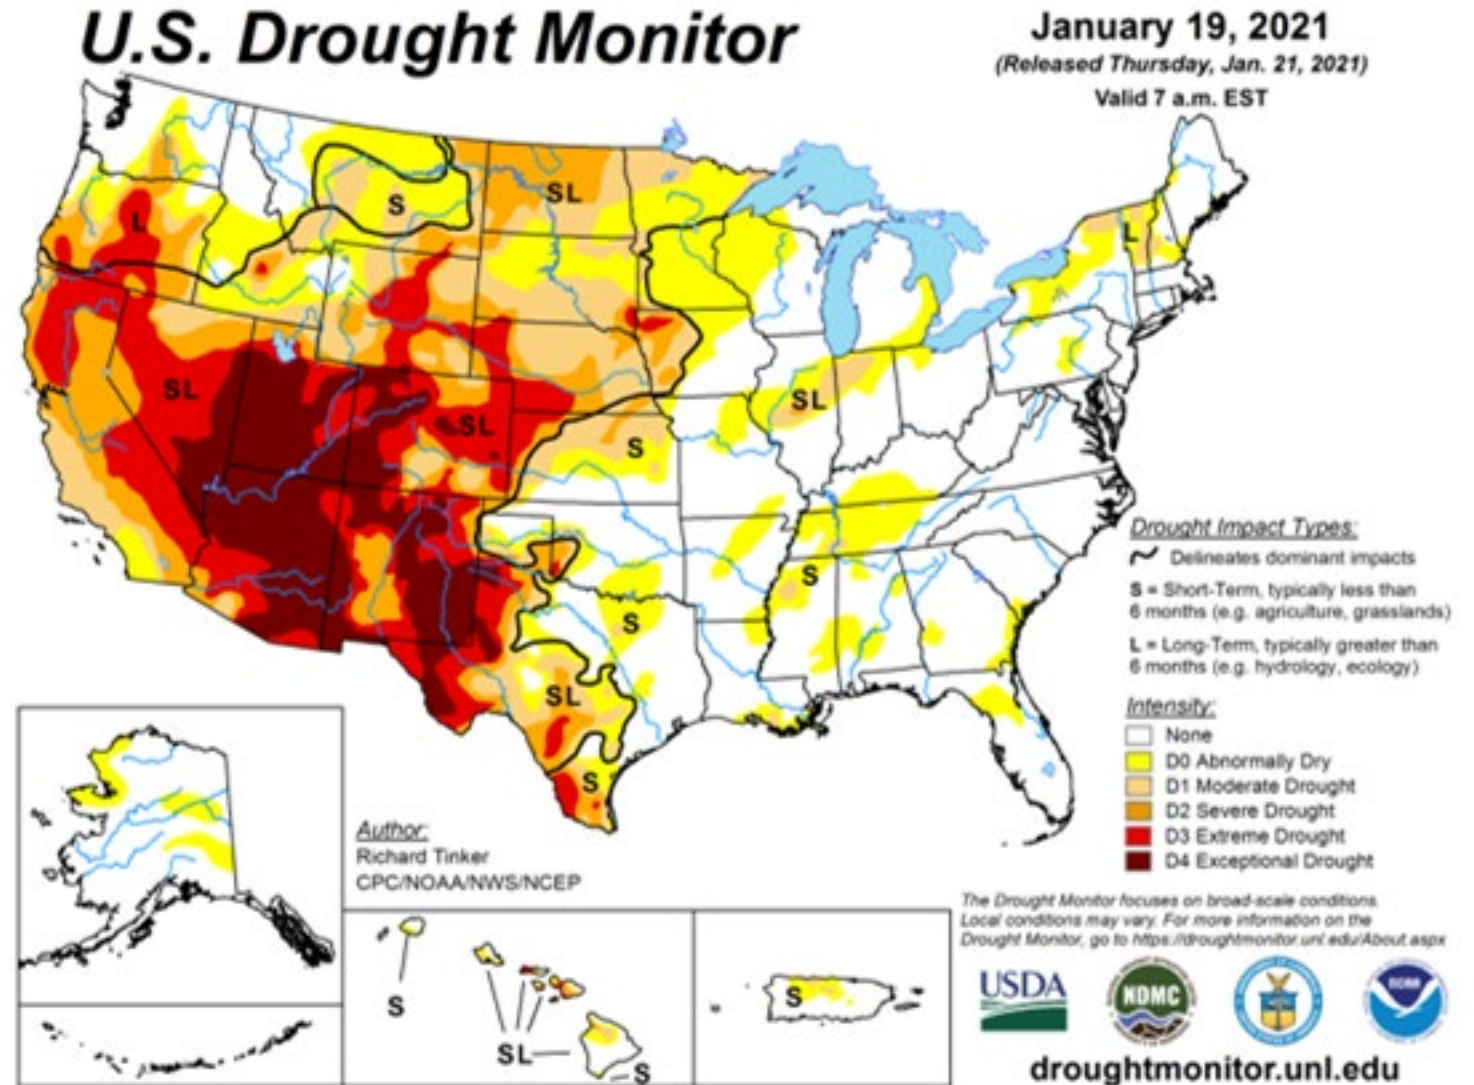 U.S. Drought Monitor
January 19, 2021
(Released Thursday, Jan. 21, 2021)
Valid 7 a.m. EST
SL
S
L
L
SL
SL
SL
S
S
S
SL
S
Drought Impact Types:
Delineates dominant impacts
S = Short-Term, typically less than
6 months (e.g. agriculture, grasslands)
L = Long-Term, typically greater than
6 months (e.g. hydrology, ecology)
Intensity:
None
D0 Abnormally Dry
D1 Moderate Drought
D2 Severe Drought
D3 Extreme Drought
D4 Exceptional Drought
Author:
Richard Tinker
CPC/NOAA/NWS/NCEP
S
SL
S
S
The Drought Monitor focuses on broad-scale conditions.
Local conditions may vary. For more information on the
Drought Monitor, go to https://droughtmonitor.unl.edu/About.aspx
USDA
NDMC
NOAA
droughtmonitor.unl.edu